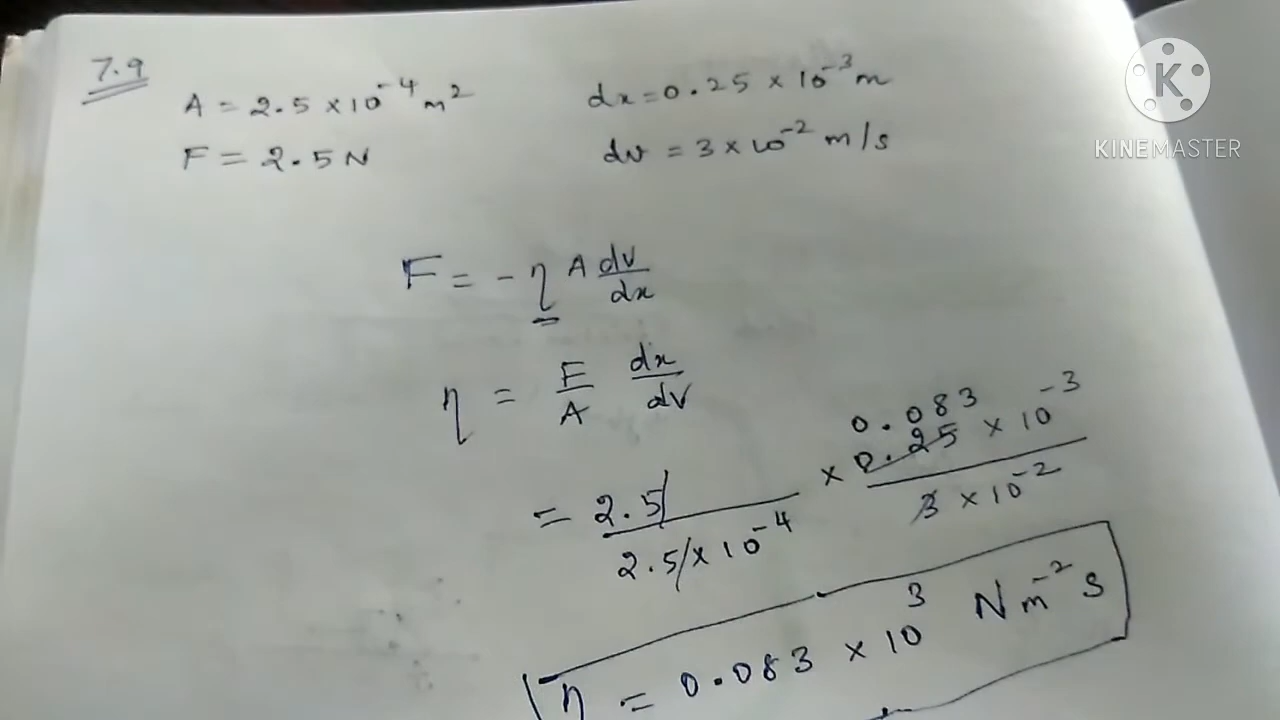 7.9
A = 2.5 × 10⁻⁴ m² dx = 0.25 × 10⁻³ m
F = 2.5 N dv = 3 × 10⁻² m/s
K
KINEMASTER
F = - η A dv/dx
η = F/A dx/dv
0.083
= 2.5/2.5 × 10⁻⁴ × 0.25 × 10⁻³/3 × 10⁻²
η = 0.083 × 10³ N m⁻² S